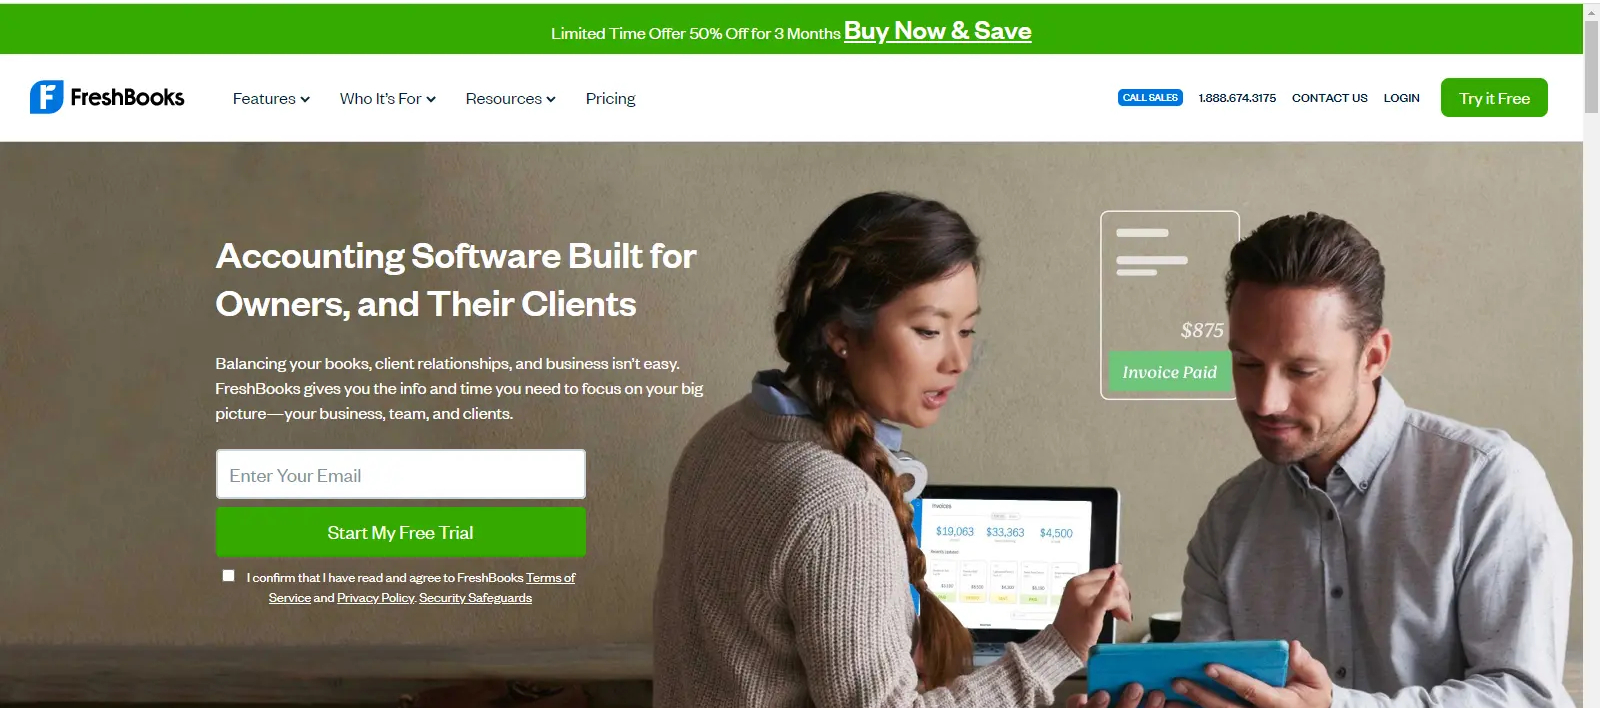 Limited Time Offer 50% Off for 3 Months Buy Now & Save
FreshBooks
Features
Who It's For
Resources
Pricing
CALL SALES
1.888.674.3175
CONTACT US
LOGIN
Try it Free
Accounting Software Built for
Owners, and Their Clients
Balancing your books, client relationships, and business isn't easy.
FreshBooks gives you the info and time you need to focus on your big
picture—your business, team, and clients.
Enter Your Email
Start My Free Trial
I confirm that I have read and agree to FreshBooks Terms of
Service and Privacy Policy. Security Safeguards
$875
Invoice Paid
Invoices
$19,063 $33,363 $4,500